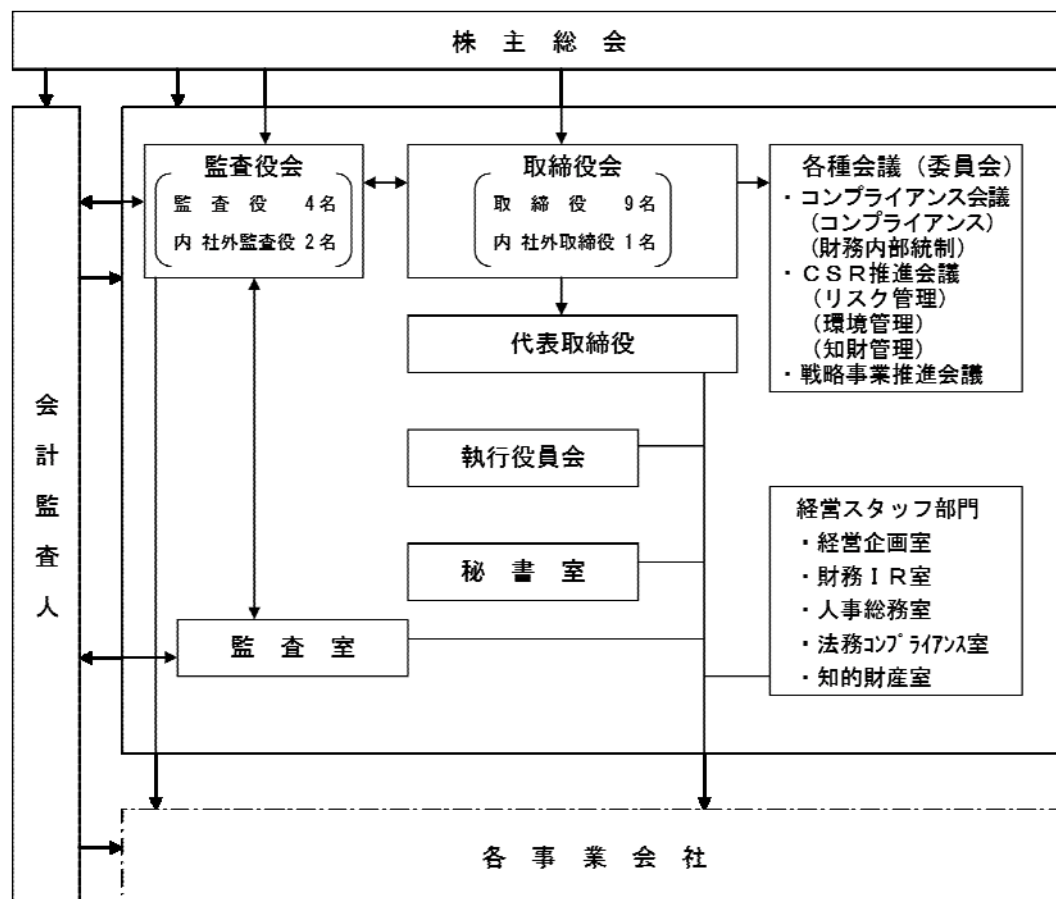 株主総会
監査役会
監査役 4名
内 社外監査役 2名
取締役会
取締役 9名
内 社外取締役 1名
各種会議（委員会）
・コンプライアンス会議
（コンプライアンス）
（財務内部統制）
・ＣＳＲ推進会議
（リスク管理）
（環境管理）
（知財管理）
・戦略事業推進会議
代表取締役
会計監査人
執行役員会
秘書室
監査室
経営スタッフ部門
・経営企画室
・財務ＩＲ室
・人事総務室
・法務ｺﾝﾌﾟﾗｲｱﾝｽ室
・知的財産室
各事業会社